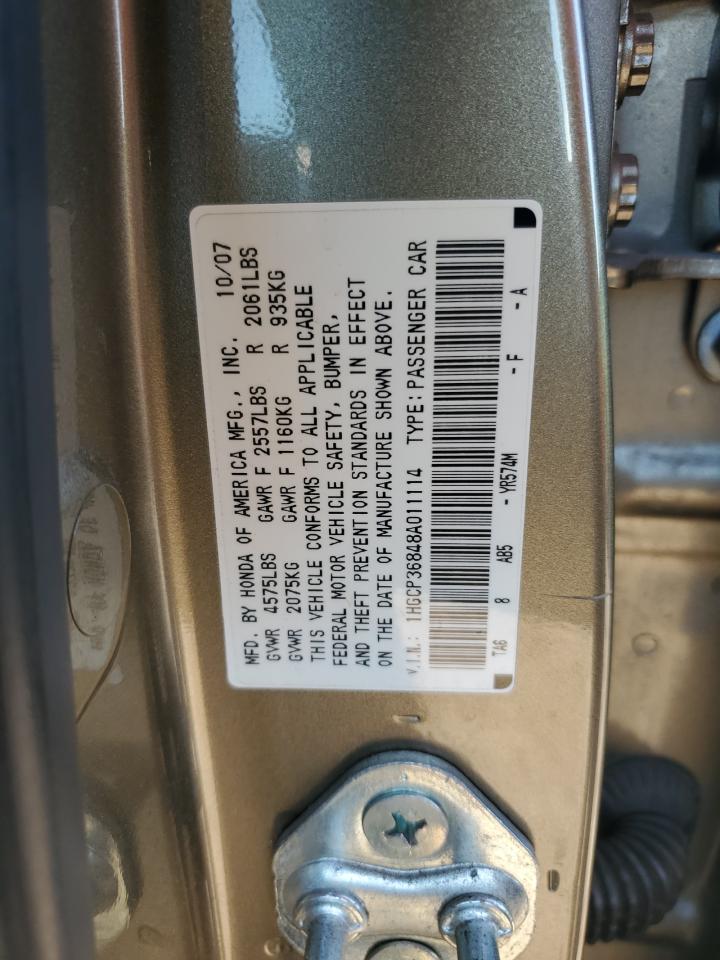 MFD. BY HONDA OF AMERICA MFG., INC. 10/07
GVWR 4575LBS GAWR F 2557LBS R 2061LBS
GVWR 2075KG GAWR F 1160KG R 935KG
THIS VEHICLE CONFORMS TO ALL APPLICABLE
FEDERAL MOTOR VEHICLE SAFETY, BUMPER,
AND THEFT PREVENTION STANDARDS IN EFFECT
ON THE DATE OF MANUFACTURE SHOWN ABOVE.
V.I.N.: 1HGCP36848A011114 TYPE:PASSENGER CAR
TA6 8 AB5 - YR574M - F - A